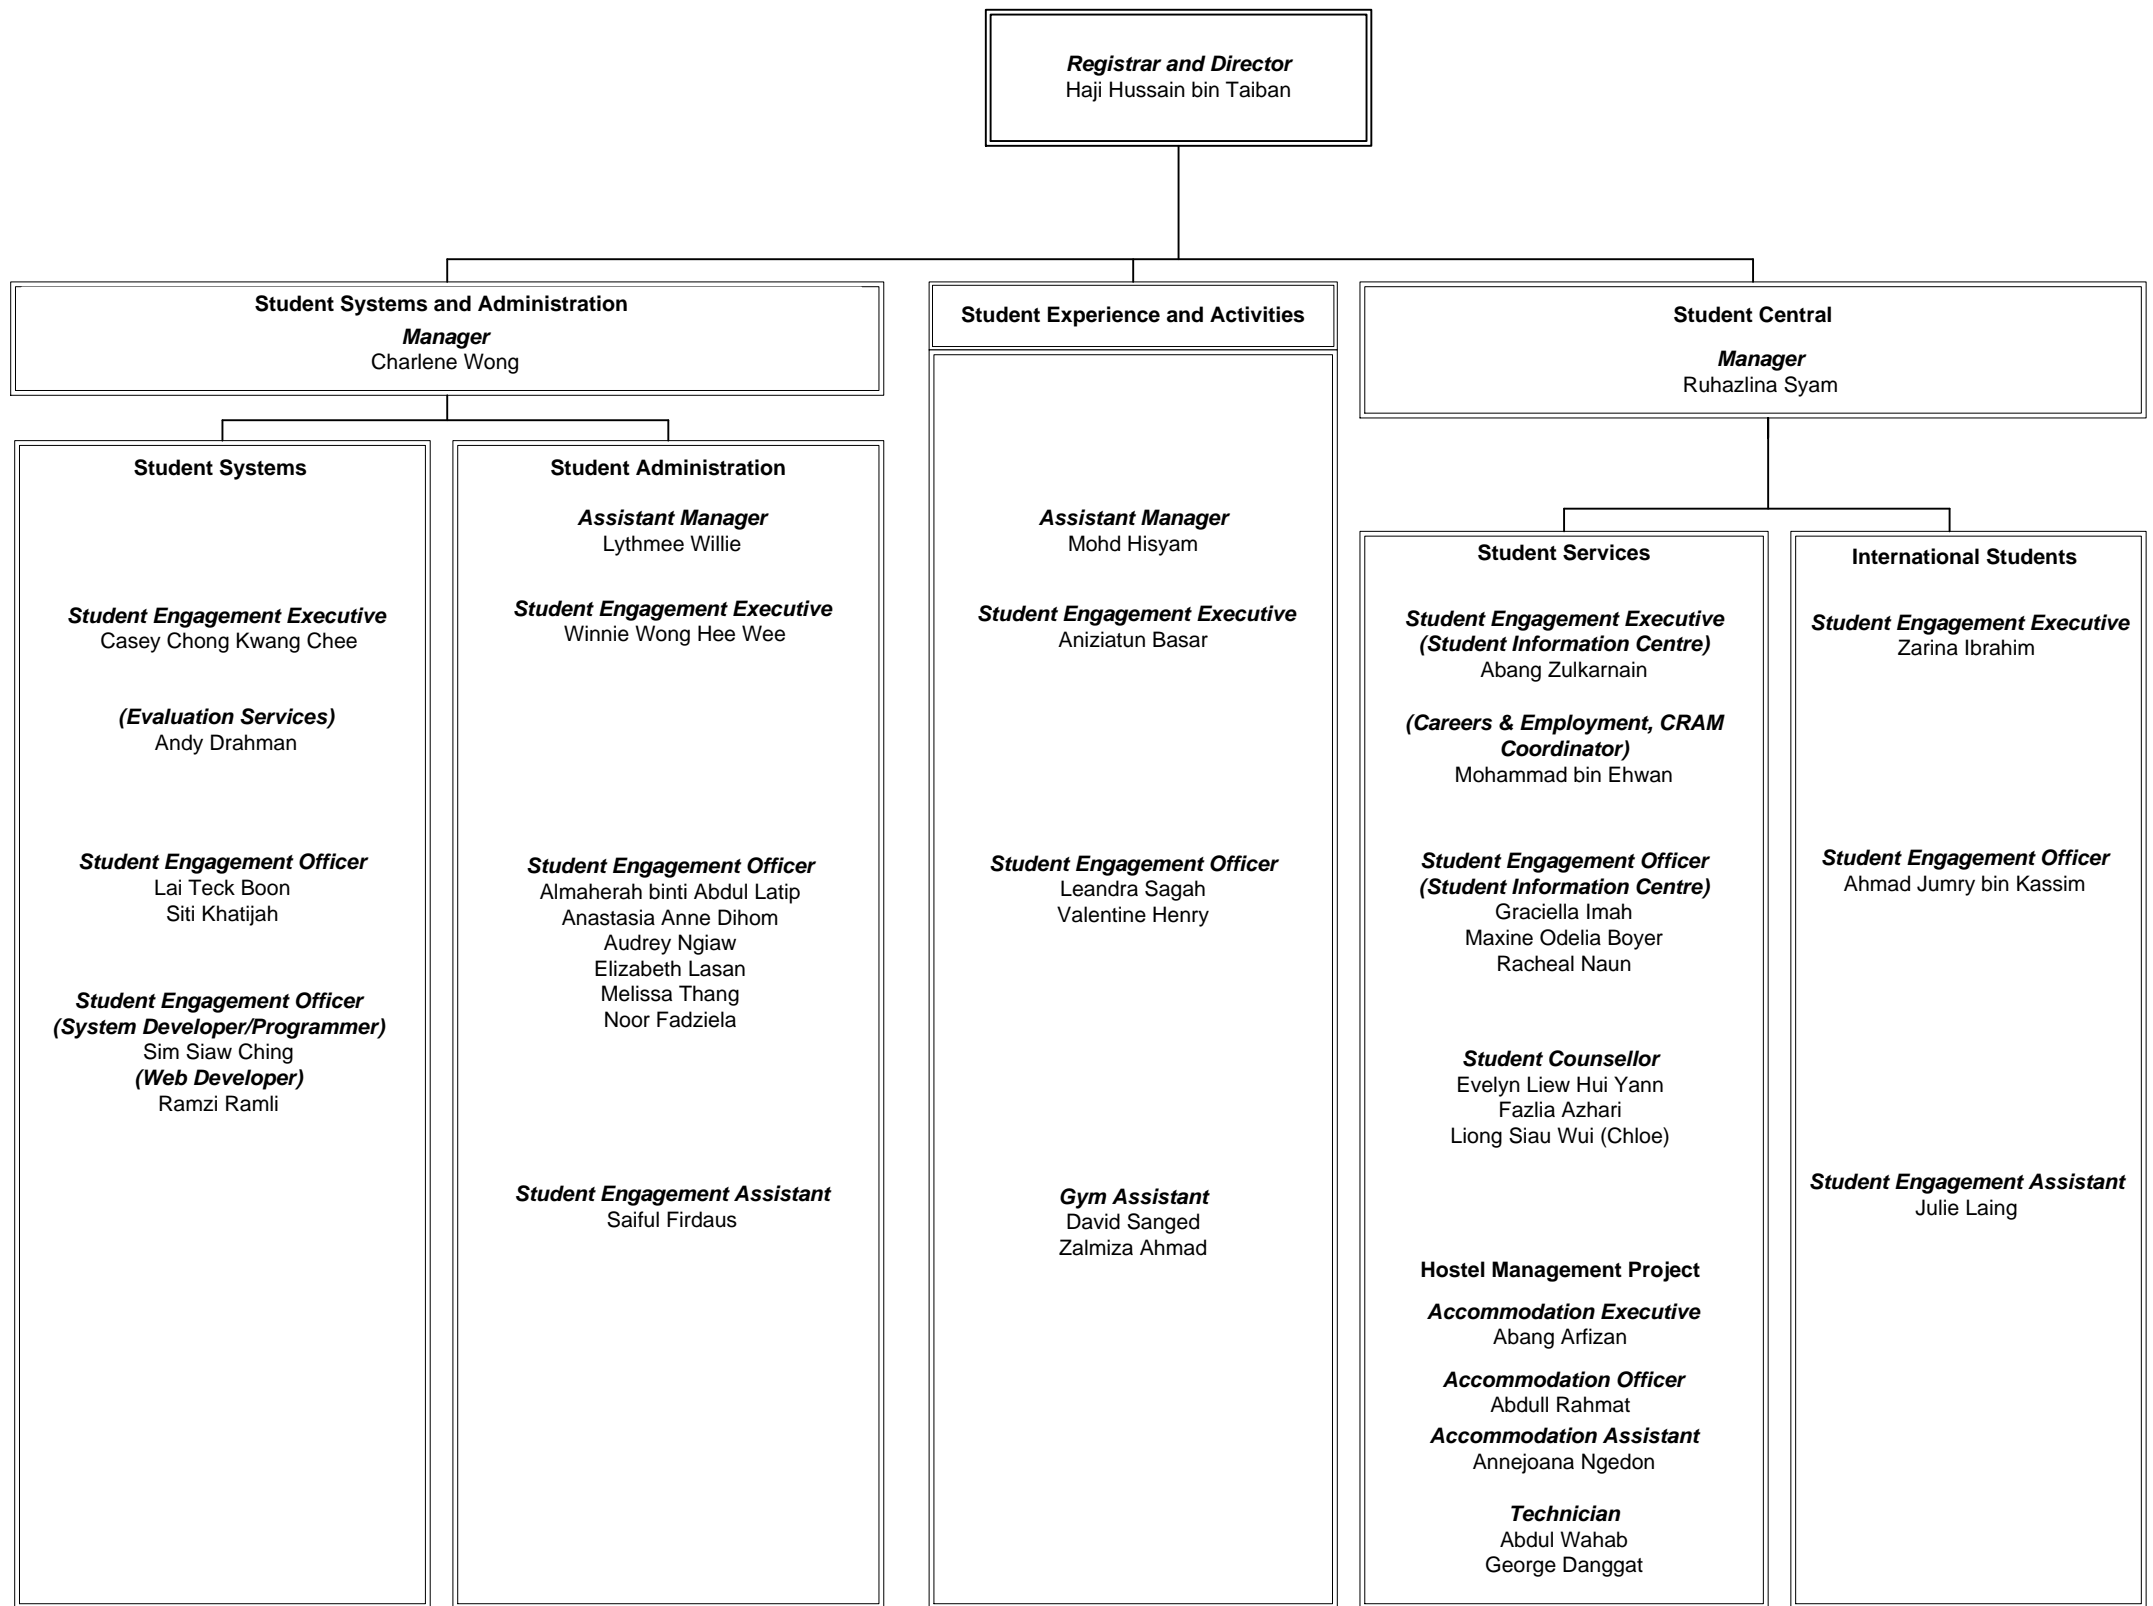 Registrar and Director
Haji Hussain bin Taiban
Student Systems and Administration
Manager
Charlene Wong
Student Systems
Student Engagement Executive
Casey Chong Kwang Chee
(Evaluation Services)
Andy Drahman
Student Engagement Officer
Lai Teck Boon
Siti Khatijah
Student Engagement Officer
(System Developer/Programmer)
Sim Siaw Ching
(Web Developer)
Ramzi Ramli
Student Administration
Assistant Manager
Lythmee Willie
Student Engagement Executive
Winnie Wong Hee Wee
Student Engagement Officer
Almaherah binti Abdul Latip
Anastasia Anne Dihom
Audrey Ngiaw
Elizabeth Lasan
Melissa Thang
Noor Fadziela
Student Engagement Assistant
Saiful Firdaus
Student Experience and Activities
Assistant Manager
Mohd Hisyam
Student Engagement Executive
Aniziatun Basar
Student Engagement Officer
Leandra Sagah
Valentine Henry
Gym Assistant
David Sanged
Zalmiza Ahmad
Student Central
Manager
Ruhazlina Syam
Student Services
Student Engagement Executive
(Student Information Centre)
Abang Zulkarnain
(Careers & Employment, CRAM
Coordinator)
Mohammad bin Ehwan
Student Engagement Officer
(Student Information Centre)
Graciella Imah
Maxine Odelia Boyer
Racheal Naun
Student Counsellor
Evelyn Liew Hui Yann
Fazlia Azhari
Liong Siau Wui (Chloe)
Hostel Management Project
Accommodation Executive
Abang Arfizan
Accommodation Officer
Abdull Rahmat
Accommodation Assistant
Annejoana Ngedon
Technician
Abdul Wahab
George Danggat
International Students
Student Engagement Executive
Zarina Ibrahim
Student Engagement Officer
Ahmad Jumry bin Kassim
Student Engagement Assistant
Julie Laing